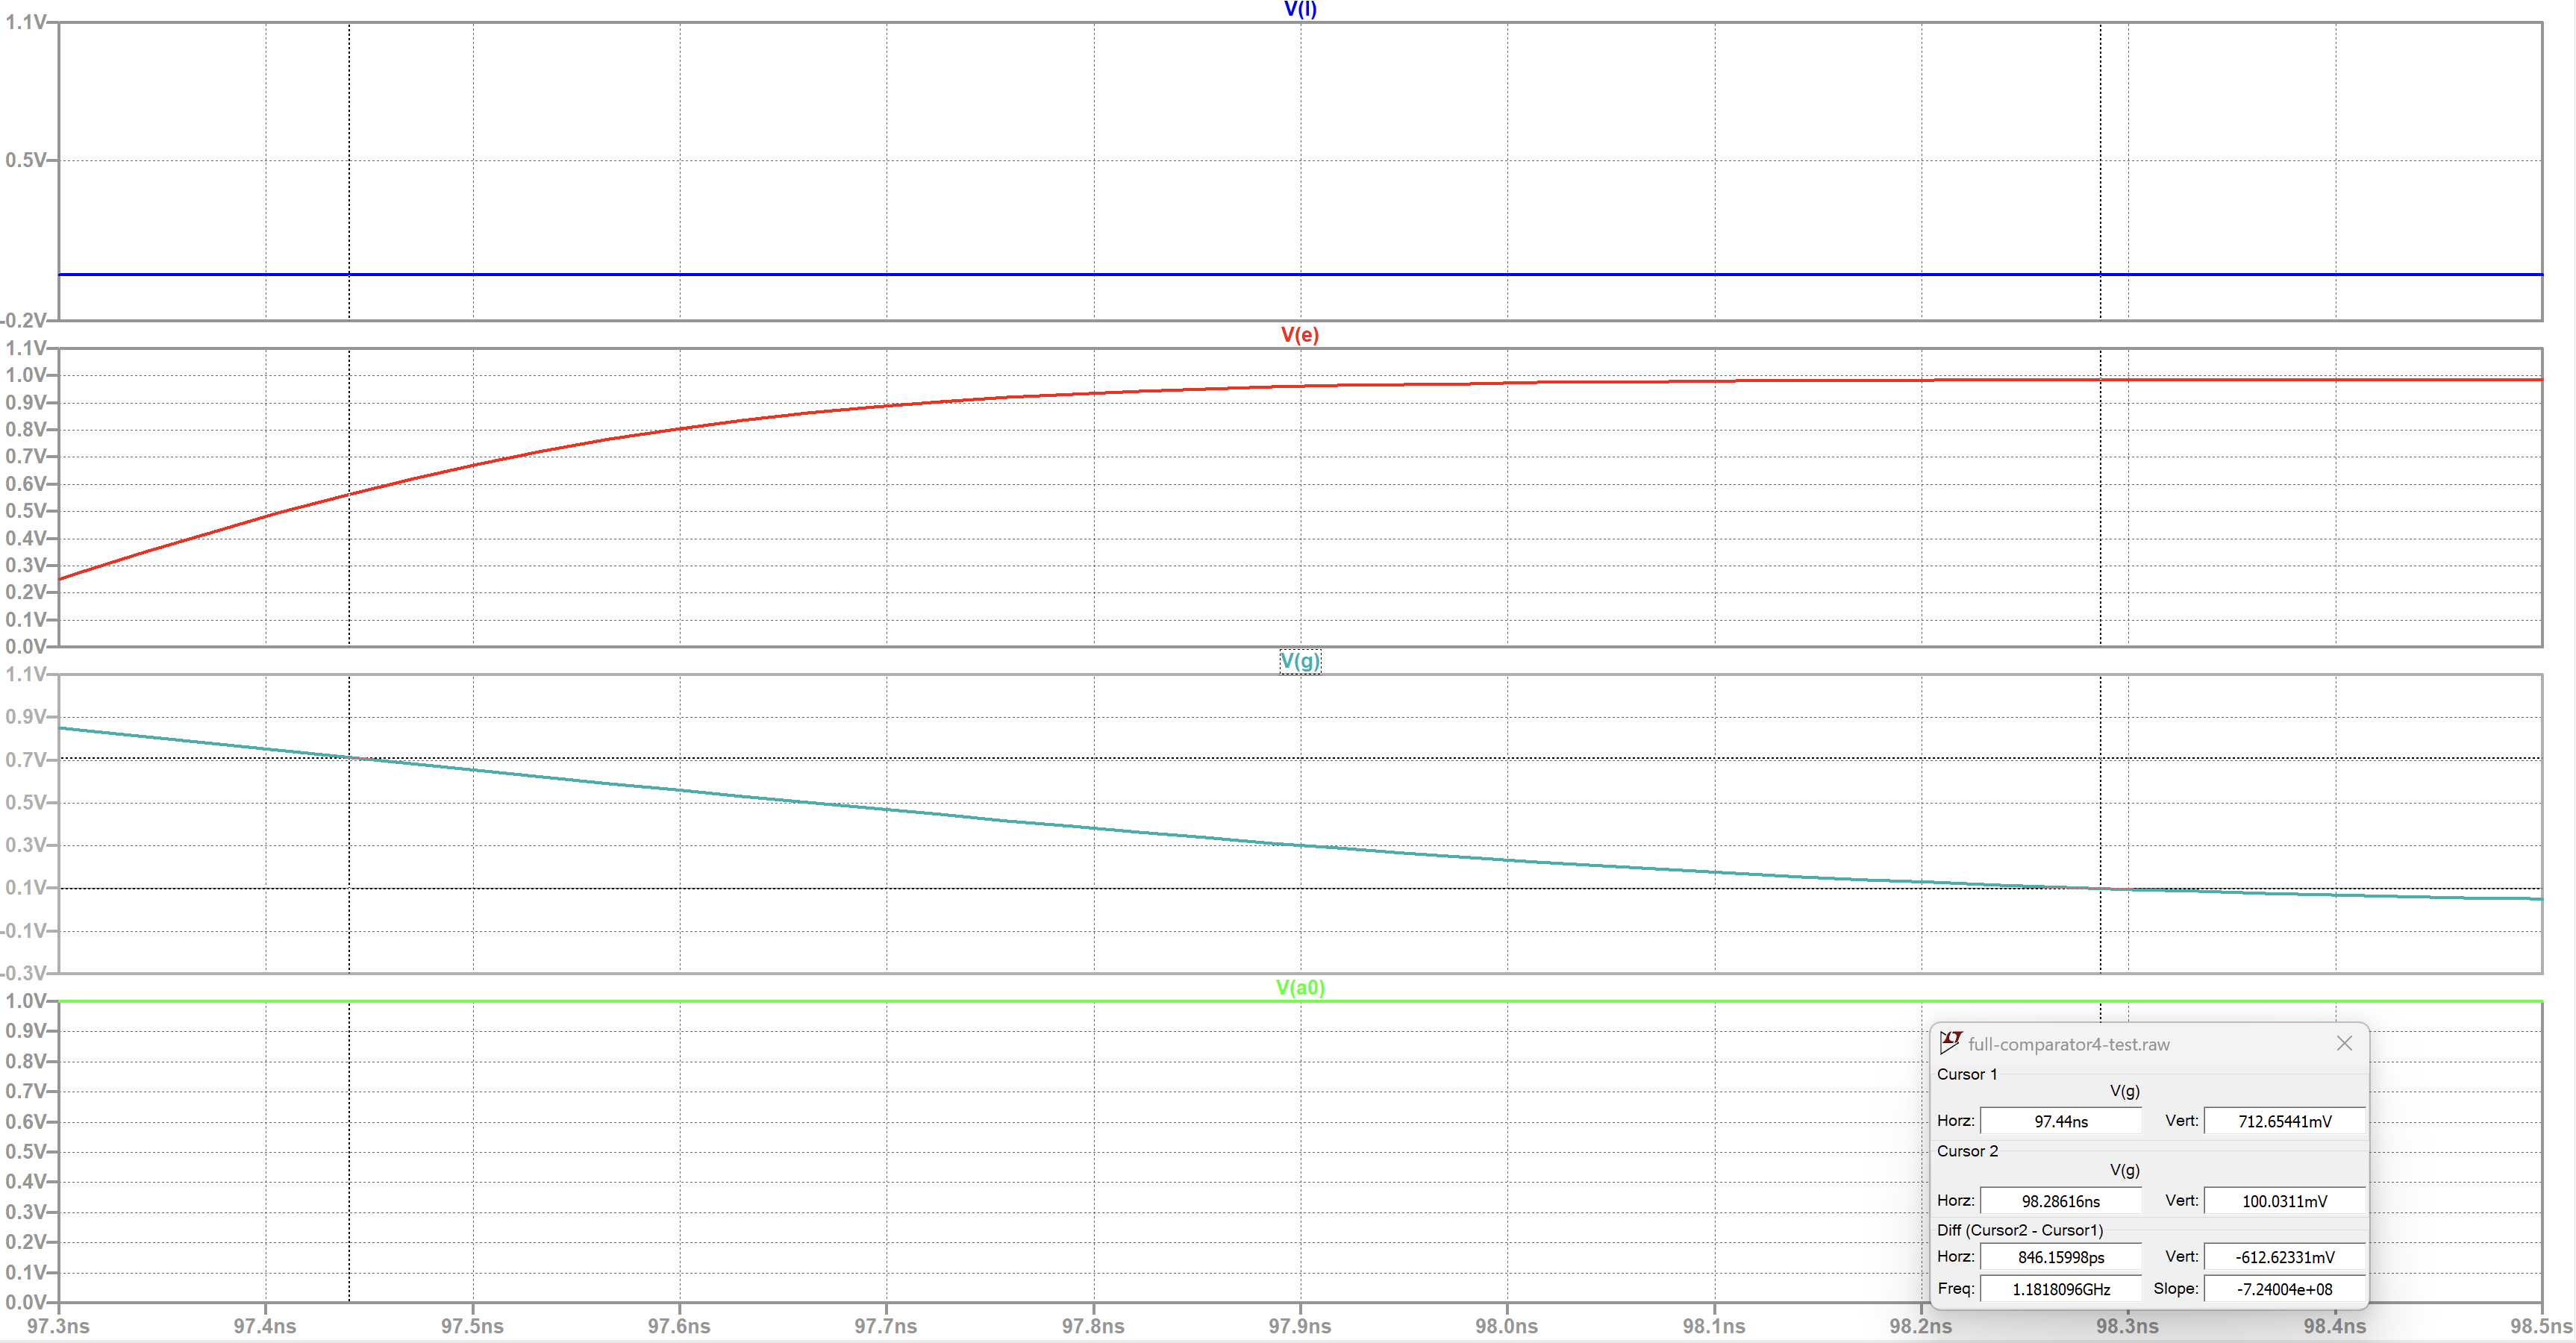 V(l)
1.1V
0.5V
-0.2V
V(e)
1.1V
1.0V
0.9V
0.8V
0.7V
0.6V
0.5V
0.4V
0.3V
0.2V
0.1V
0.0V
V(g)
1.1V
0.9V
0.7V
0.5V
0.3V
0.1V
-0.1V
-0.3V
V(a0)
1.0V
0.9V
0.8V
0.7V
0.6V
0.5V
0.4V
0.3V
0.2V
0.1V
0.0V
97.3ns 97.4ns 97.5ns 97.6ns 97.7ns 97.8ns 97.9ns 98.0ns 98.1ns 98.2ns 98.3ns 98.4ns 98.5ns
full-comparator4-test.raw
Cursor 1
V(g)
Horz: 97.44ns Vert: 712.65441mV
Cursor 2
V(g)
Horz: 98.28616ns Vert: 100.0311mV
Diff (Cursor2 - Cursor1)
Horz: 846.15998ps Vert: -612.62331mV
Freq: 1.1818096GHz Slope: -7.24004e+08